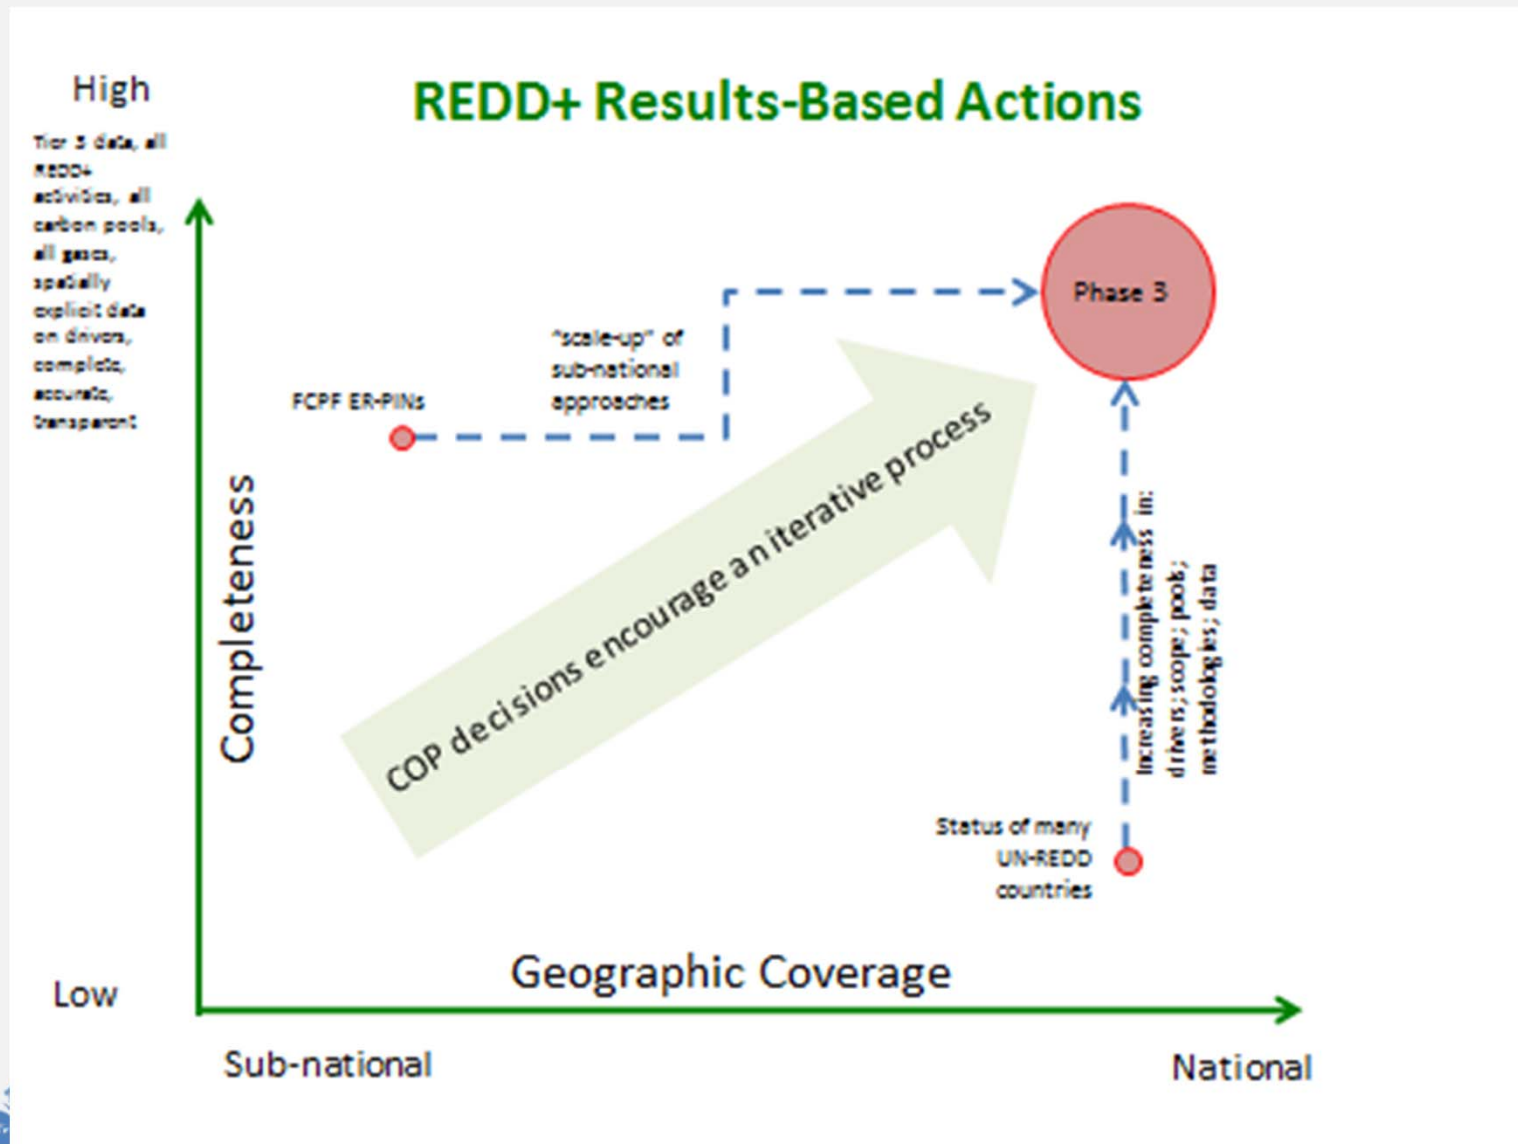 High
REDD+ Results-Based Actions
Tier 3 data, all
REDD+
activities, all
carbon pools,
all gases,
spatially
explicit data
on drivers,
complete,
accurate,
transparent
Phase 3
"scale-up" of
sub-national
approaches
FCPF ER-PINs
COP decisions encourage an iterative process
Completeness
Increasing completeness in:
drivers; scope; pools;
methodologies; data
Status of many
UN-REDD
countries
Geographic Coverage
Low
Sub-national
National